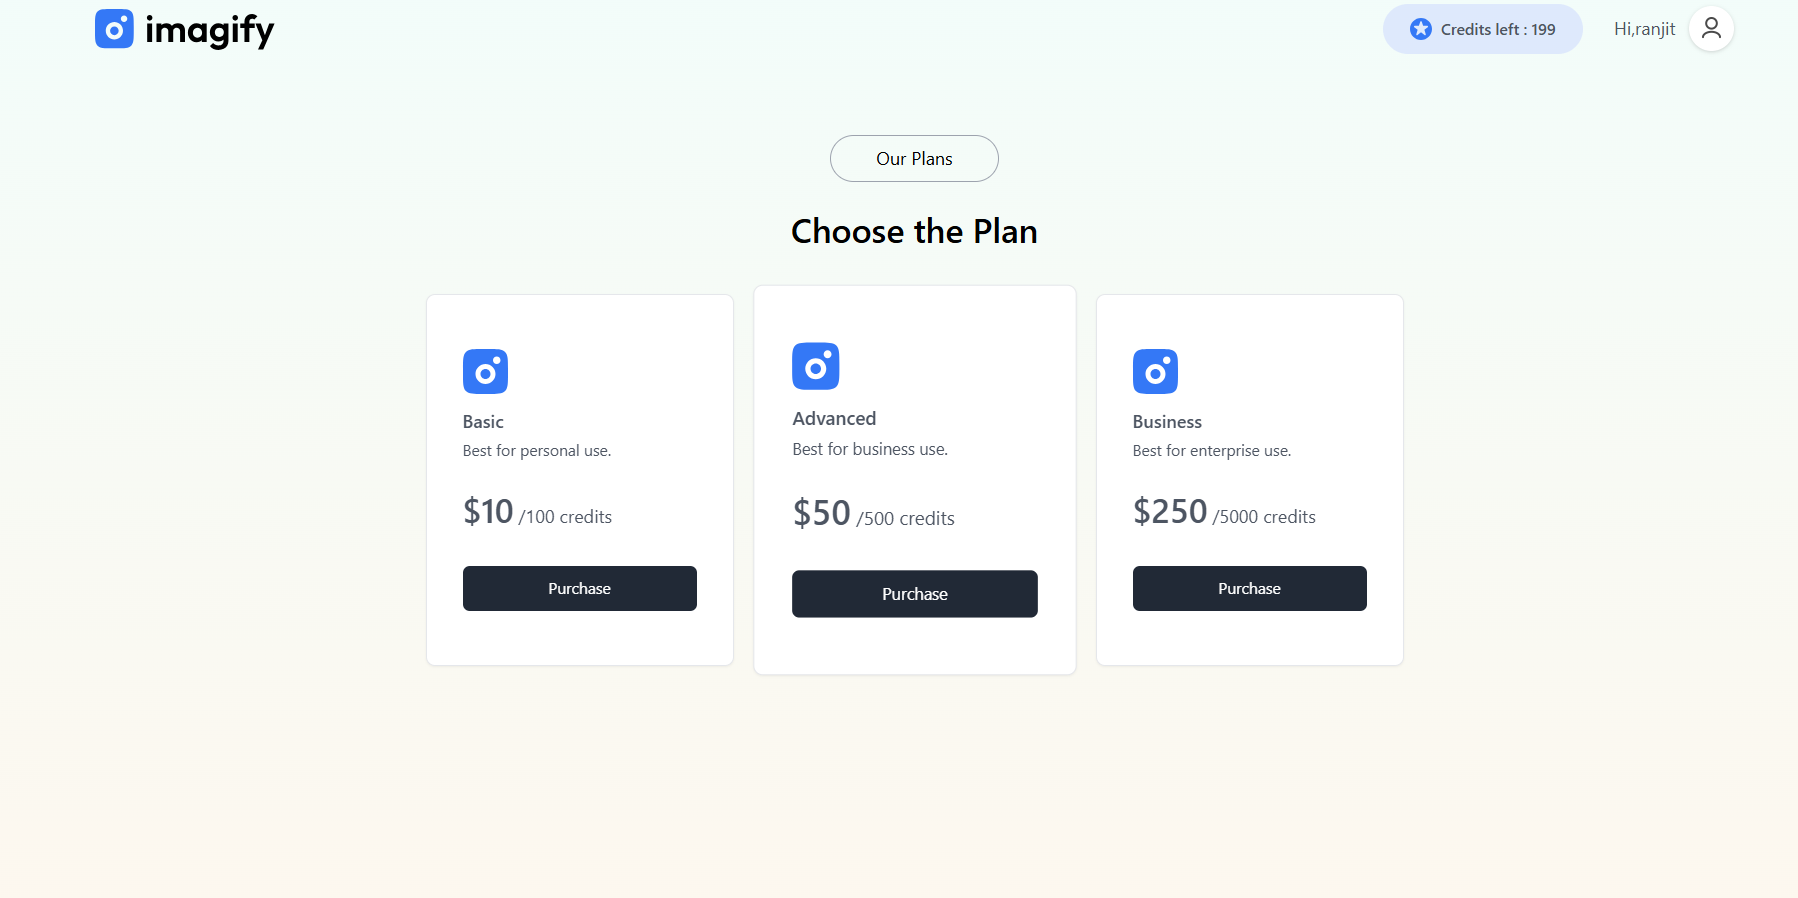 imagify
Credits left : 199
Hi,ranjit
Our Plans
Choose the Plan
Basic
Best for personal use.
$10 /100 credits
Purchase
Advanced
Best for business use.
$50 /500 credits
Purchase
Business
Best for enterprise use.
$250 /5000 credits
Purchase